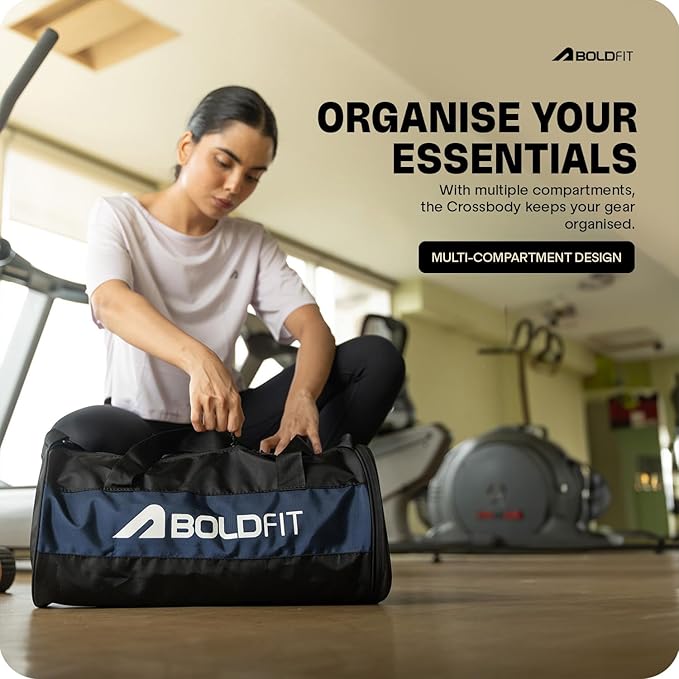 BOLDFIT
ORGANISE YOUR
ESSENTIALS
With multiple compartments,
the Crossbody keeps your gear
organised.
MULTI-COMPARTMENT DESIGN
BOLDFIT